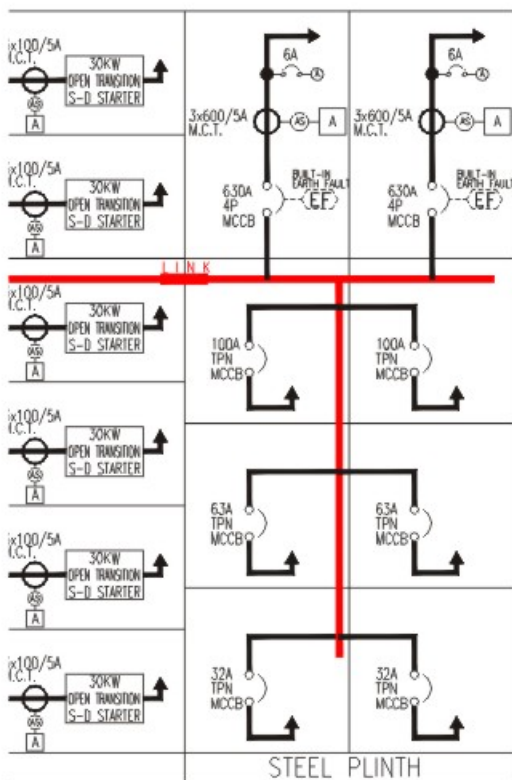 x100/5A
M.C.T.
30KW
OPEN TRANSITION
S-D STARTER
AS
A
x100/5A
M.C.T.
30KW
OPEN TRANSITION
S-D STARTER
AS
A
6A
A
3x600/5A
M.C.T.
AS
A
630A
4P
MCCB
BUILT-IN
EARTH FAULT
EF
6A
A
3x600/5A
M.C.T.
AS
A
630A
4P
MCCB
BUILT-IN
EARTH FAULT
EF
LINK
x100/5A
M.C.T.
30KW
OPEN TRANSITION
S-D STARTER
AS
A
x100/5A
M.C.T.
30KW
OPEN TRANSITION
S-D STARTER
AS
A
x100/5A
M.C.T.
30KW
OPEN TRANSITION
S-D STARTER
AS
A
x100/5A
M.C.T.
30KW
OPEN TRANSITION
S-D STARTER
AS
A
100A
TPN
MCCB
100A
TPN
MCCB
63A
TPN
MCCB
63A
TPN
MCCB
32A
TPN
MCCB
32A
TPN
MCCB
STEEL PLINTH